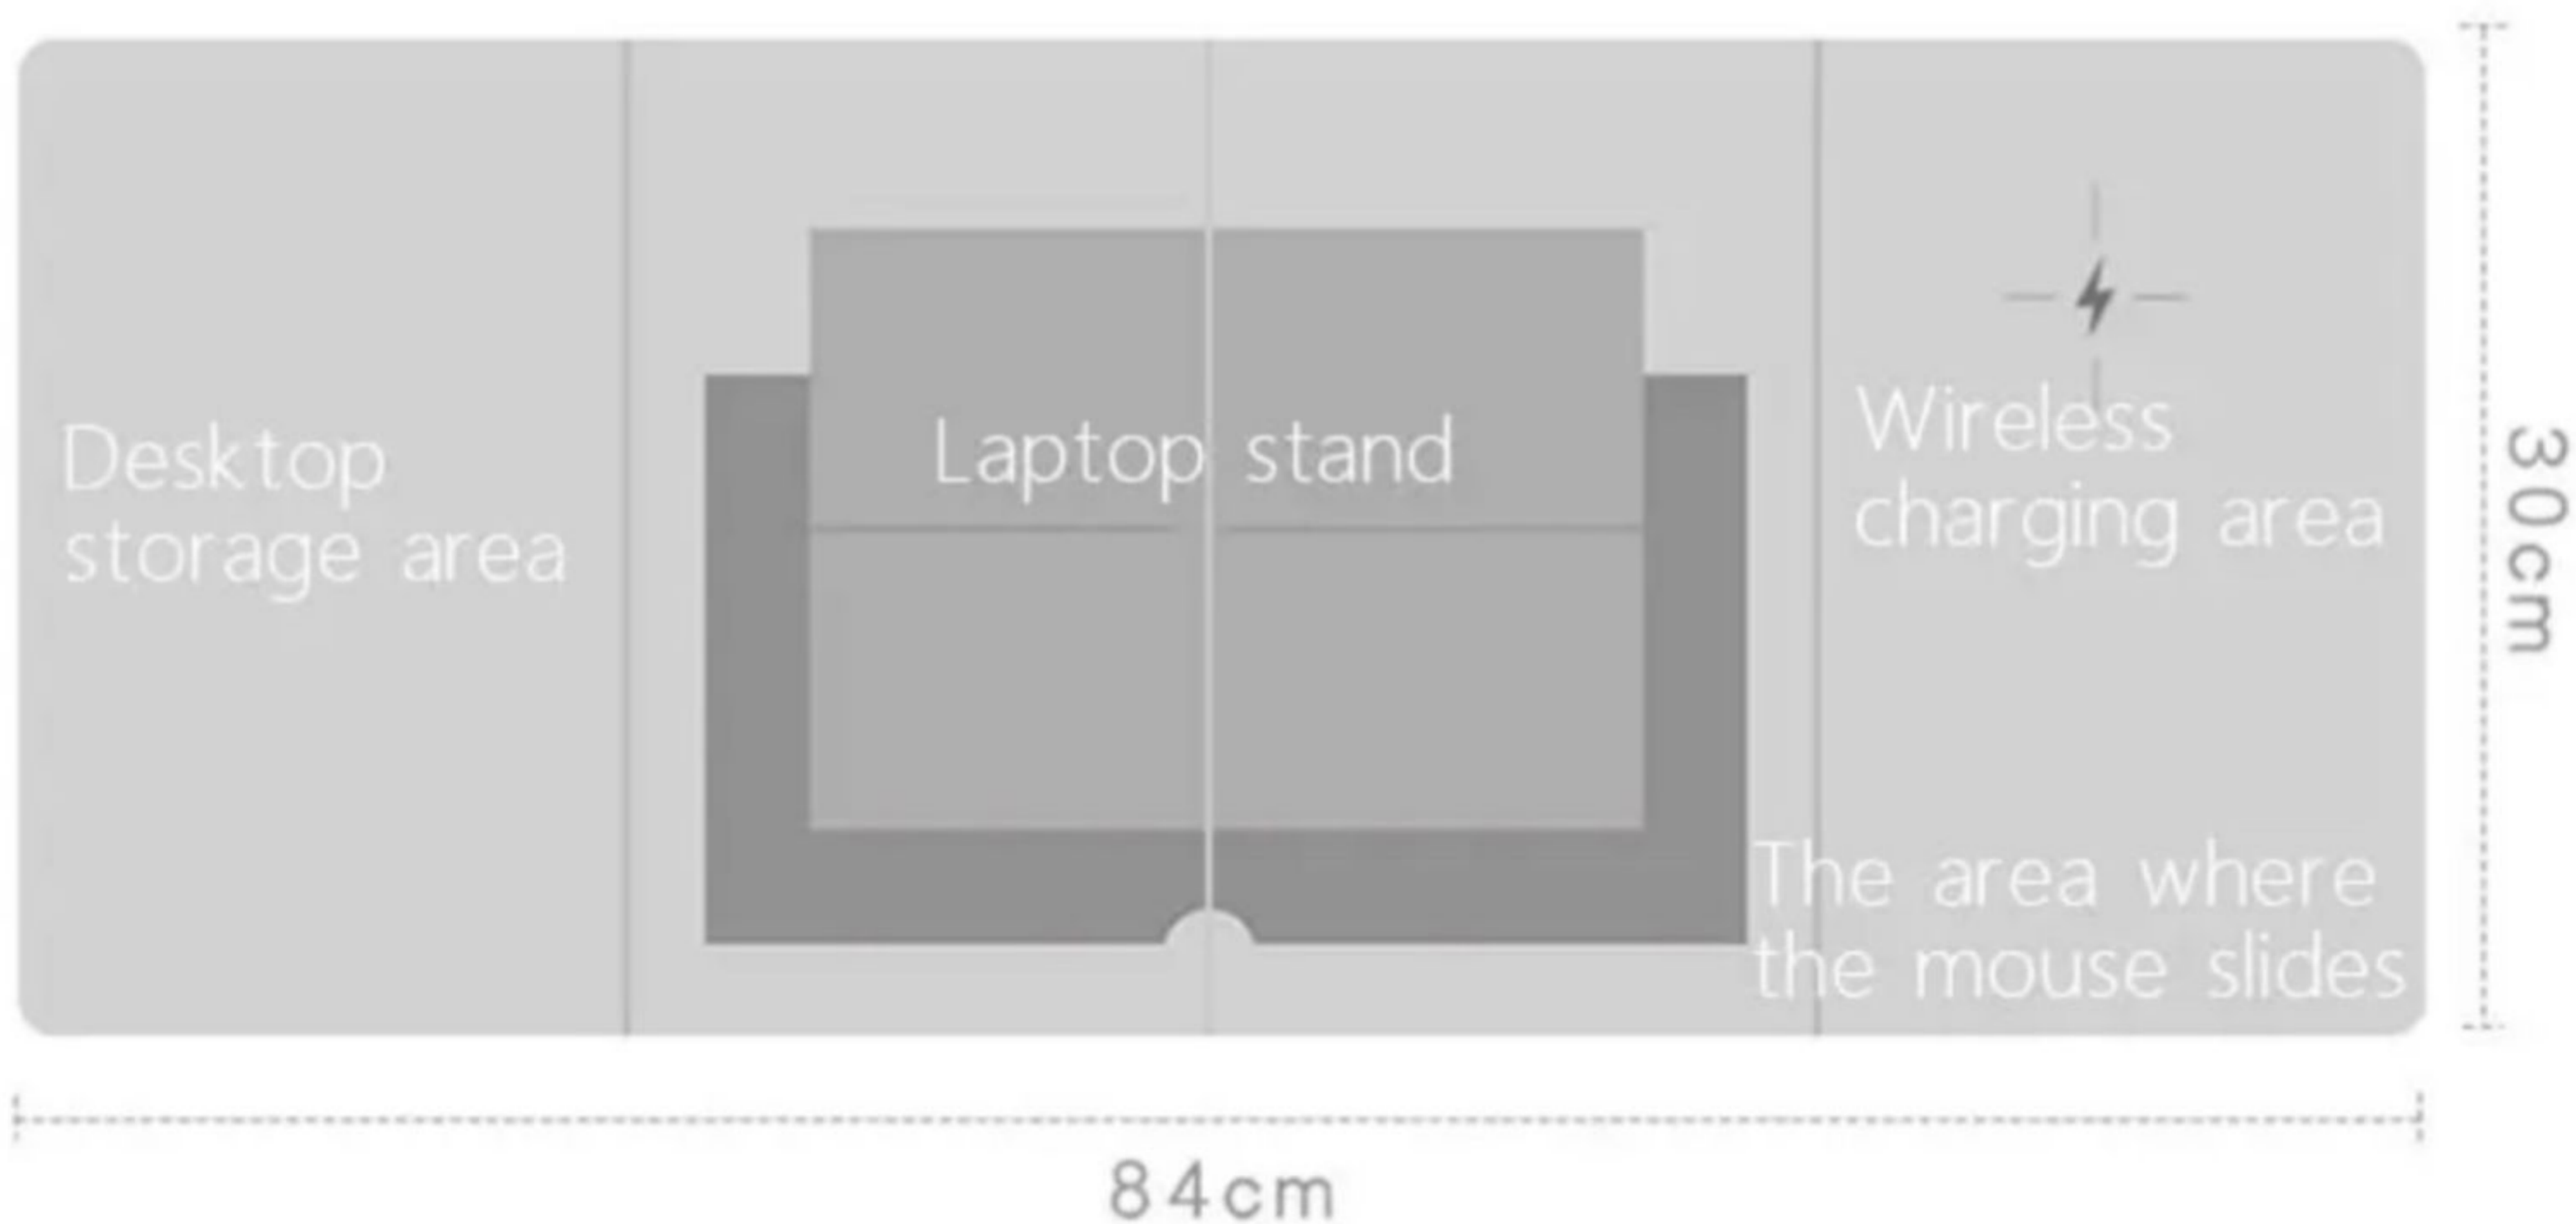 Desktop
storage area
Laptop stand
Wireless
charging area
The area where
the mouse slides
30cm
84cm